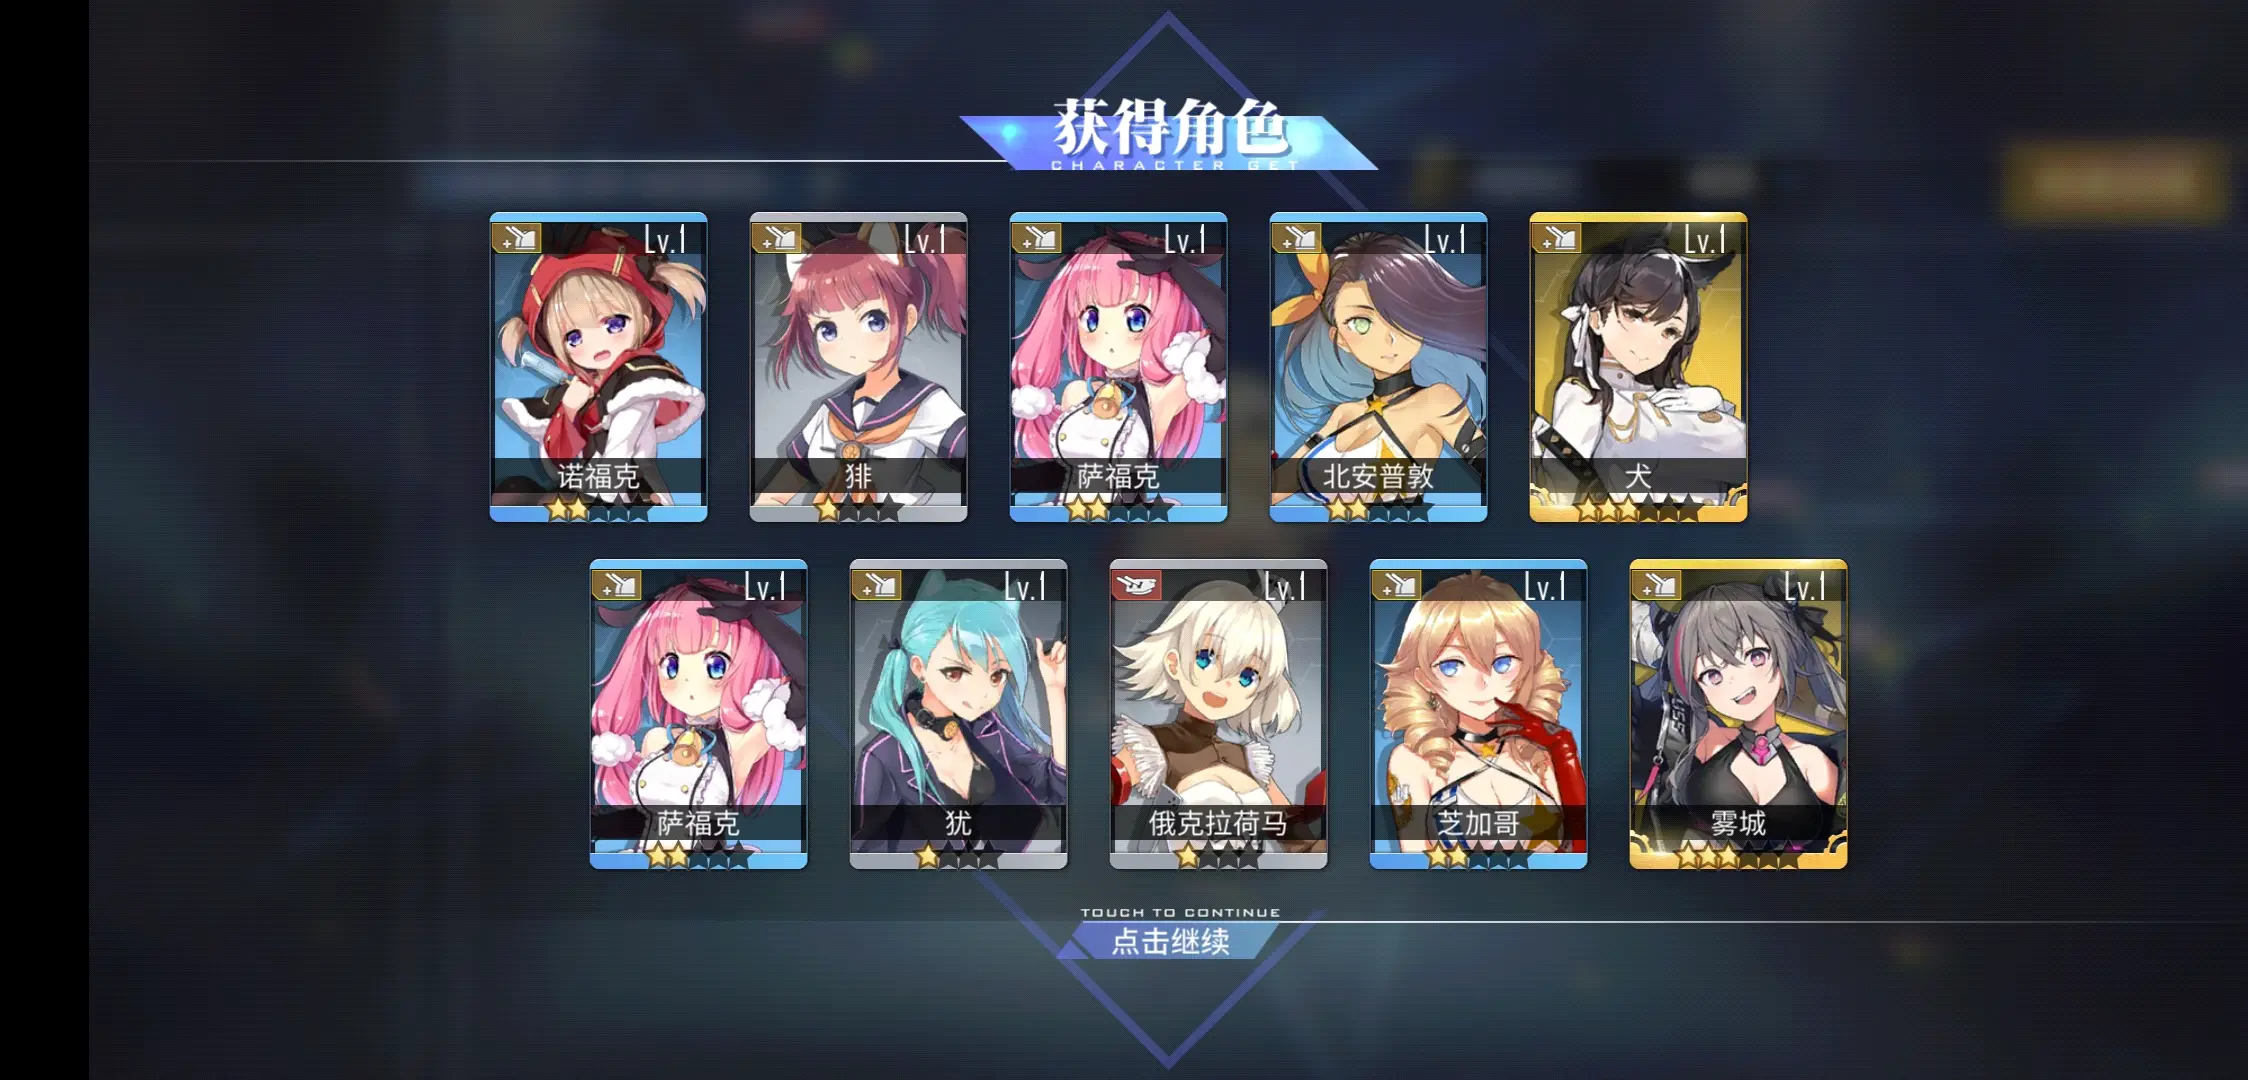 获得角色
CHARACTER GET
Lv.1 Lv.1 Lv.1 Lv.1 Lv.1
诺福克 猅 萨福克 北安普敦 犬
Lv.1 Lv.1 Lv.1 Lv.1 Lv.1
萨福克 犹 俄克拉荷马 芝加哥 雾城
TOUCH TO CONTINUE
点击继续